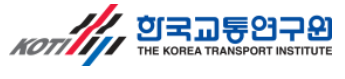 KOTI 한국교통연구원
THE KOREA TRANSPORT INSTITUTE